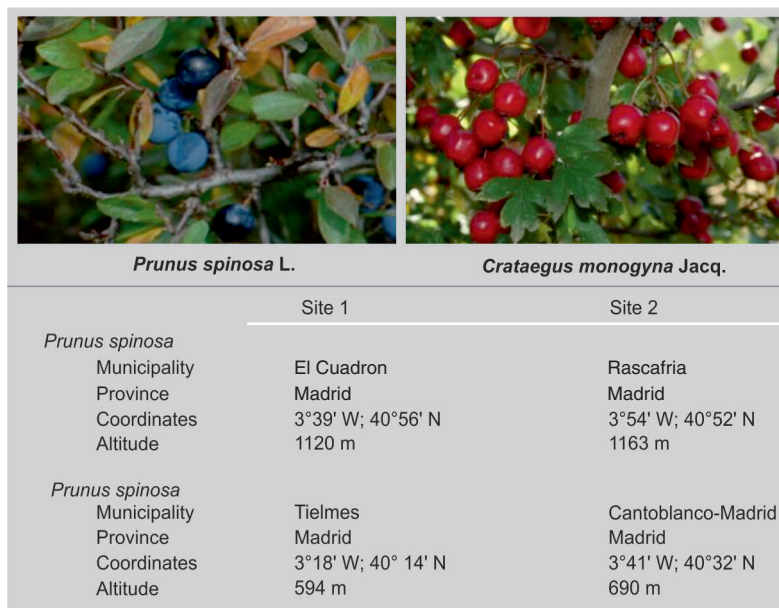 Prunus spinosa L. Crataegus monogyna Jacq.
Site 1 Site 2
Prunus spinosa
Municipality El Cuadron Rascafria
Province Madrid Madrid
Coordinates 3°39' W; 40°56' N 3°54' W; 40°52' N
Altitude 1120 m 1163 m
Prunus spinosa
Municipality Tielmes Cantoblanco-Madrid
Province Madrid Madrid
Coordinates 3°18' W; 40° 14' N 3°41' W; 40°32' N
Altitude 594 m 690 m